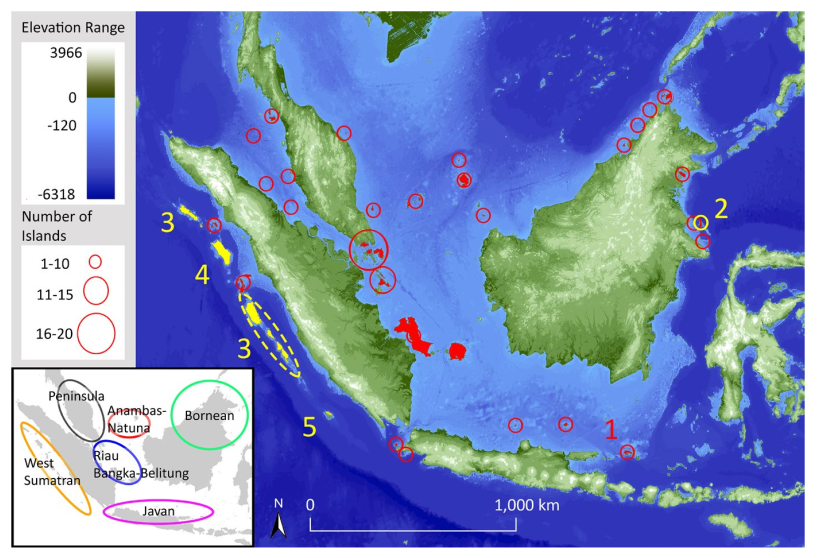 Elevation Range
3966
0
-120
-6318
Number of
Islands
1-10
11-15
16-20
3
4
3
5
2
1
Peninsula
Anambas-
Natuna
Bornean
West
Sumatran
Riau
Bangka-Belitung
Javan
N
0
1,000 km